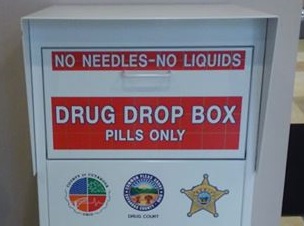 NO NEEDLES-NO LIQUIDS
DRUG DROP BOX
PILLS ONLY
DRUG COURT